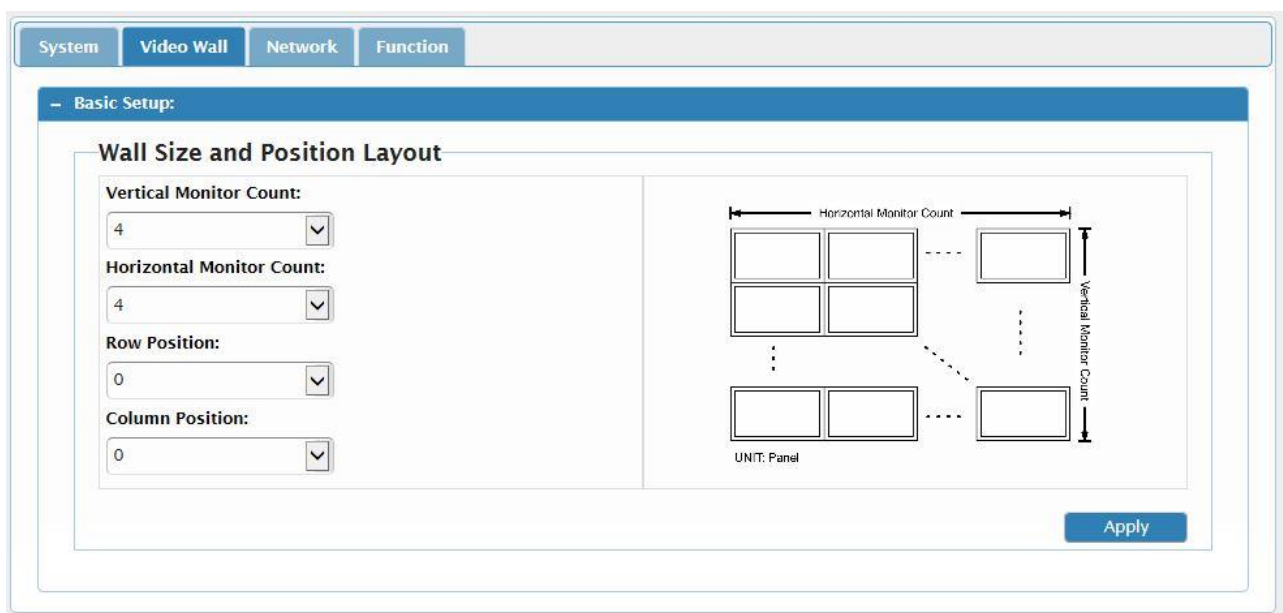 System Video Wall Network Function
– Basic Setup:
Wall Size and Position Layout
Vertical Monitor Count:
4
Horizontal Monitor Count:
4
Row Position:
0
Column Position:
0
Horizontal Monitor Count
Vertical Monitor Count
UNIT: Panel
Apply